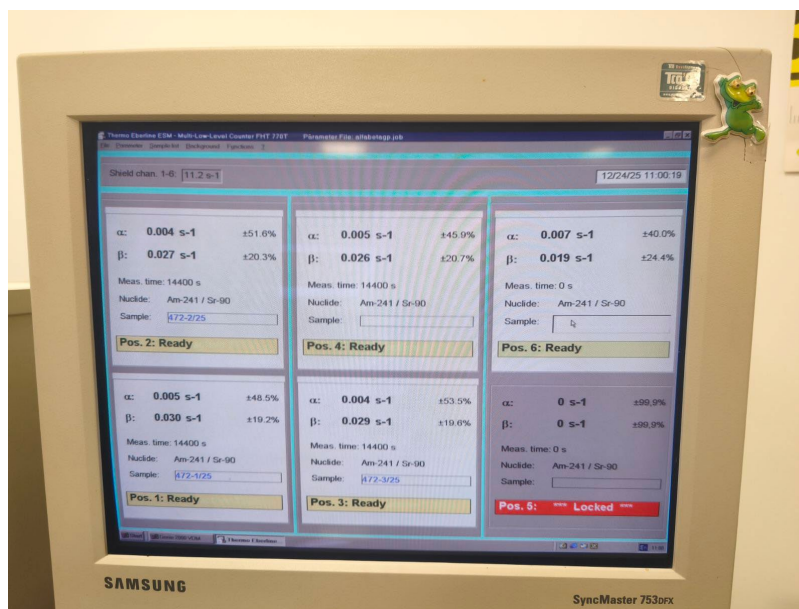 Thermo Eberline ESM - Multi-Low-Level Counter FHT 770T Parameter File: alfabetagp.job
File Parameter Sample list Background Functions ?
Shield chan. 1-6: 11.2 s-1
12/24/25 11:00:19
α: 0.004 s-1 ±51.6%
β: 0.027 s-1 ±20.3%
Meas. time: 14400 s
Nuclide: Am-241 / Sr-90
Sample: 472-2/25
Pos. 2: Ready
α: 0.005 s-1 ±45.9%
β: 0.026 s-1 ±20.7%
Meas. time: 14400 s
Nuclide: Am-241 / Sr-90
Sample:
Pos. 4: Ready
α: 0.007 s-1 ±40.0%
β: 0.019 s-1 ±24.4%
Meas. time: 0 s
Nuclide: Am-241 / Sr-90
Sample:
Pos. 6: Ready
α: 0.005 s-1 ±48.5%
β: 0.030 s-1 ±19.2%
Meas. time: 14400 s
Nuclide: Am-241 / Sr-90
Sample: 472-1/25
Pos. 1: Ready
α: 0.004 s-1 ±53.5%
β: 0.029 s-1 ±19.6%
Meas. time: 14400 s
Nuclide: Am-241 / Sr-90
Sample: 472-3/25
Pos. 3: Ready
α: 0 s-1 ±99,9%
β: 0 s-1 ±99,9%
Meas. time: 0 s
Nuclide: Am-241 / Sr-90
Sample:
Pos. 5: *** Locked ***
Thermo Eberline
SAMSUNG
SyncMaster 753DFX